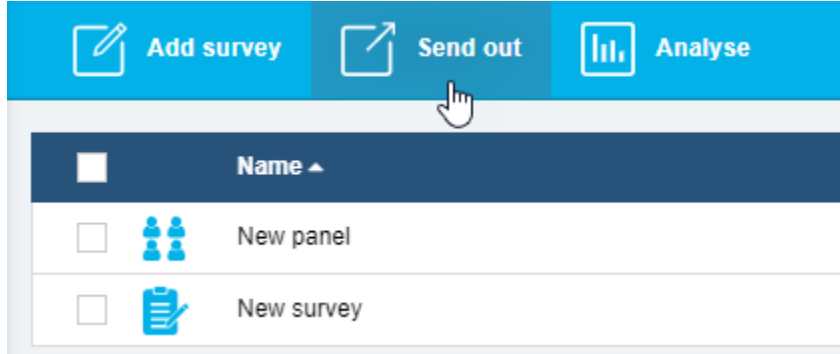 Add survey Send out Analyse
Name
New panel
New survey